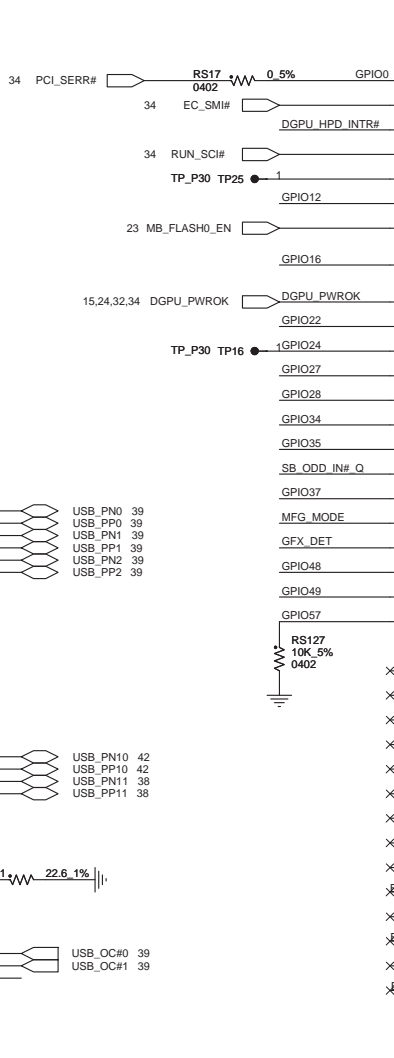 34 PCI_SERR# RS17 0_5% GPIO0
0402
34 EC_SMI#
DGPU_HPD_INTR#
34 RUN_SCI#
TP_P30 TP25 1
GPIO12
23 MB_FLASH0_EN
GPIO16
15,24,32,34 DGPU_PWROK DGPU_PWROK
GPIO22
TP_P30 TP16 1 GPIO24
GPIO27
GPIO28
GPIO34
GPIO35
SB_ODD_IN#_Q
GPIO37
MFG_MODE
GFX_DET
GPIO48
GPIO49
GPIO57
RS127
10K_5%
0402
USB_PN0 39
USB_PP0 39
USB_PN1 39
USB_PP1 39
USB_PN2 39
USB_PP2 39
USB_PN10 42
USB_PP10 42
USB_PN11 38
USB_PP11 38
1 22.6_1%
USB_OC#0 39
USB_OC#1 39